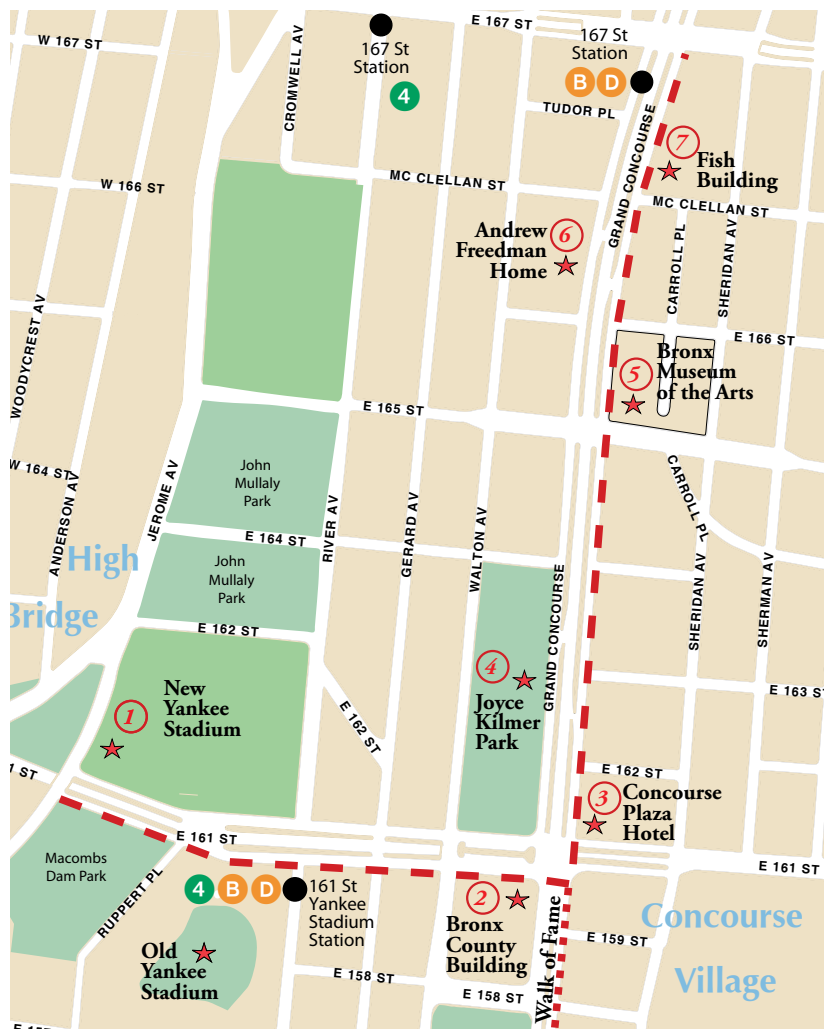 W 167 ST
CROMWELL AV
167 St
Station
4
E 167 ST
167 St
Station
B D
TUDOR PL
GRAND CONCOURSE
7
Fish
Building
W 166 ST
MC CLELLAN ST
MC CLELLAN ST
Andrew
Freedman
Home
6
CARROLL PL
SHERIDAN AV
E 166 ST
WOODYCREST AV
5
Bronx
Museum
of the Arts
E 165 ST
W 164 ST
ANDERSON AV
JEROME AV
John
Mullaly
Park
RIVER AV
GERARD AV
WALTON AV
CARROLL PL
E 164 ST
John
Mullaly
Park
High
Bridge
GRAND CONCOURSE
SHERIDAN AV
SHERMAN AV
E 162 ST
1
New
Yankee
Stadium
E 162 ST
4
Joyce
Kilmer
Park
E 163 S
1 ST
E 162 ST
3
Concourse
Plaza
Hotel
E 161 ST
E 161 ST
Macombs
Dam Park
RUPPERT PL
4 B D
161 St
Yankee
Stadium
Station
2
Bronx
County
Building
Walk of Fame
Concourse
Village
E 159 ST
Old
Yankee
Stadium
E 158 ST
E 158 ST